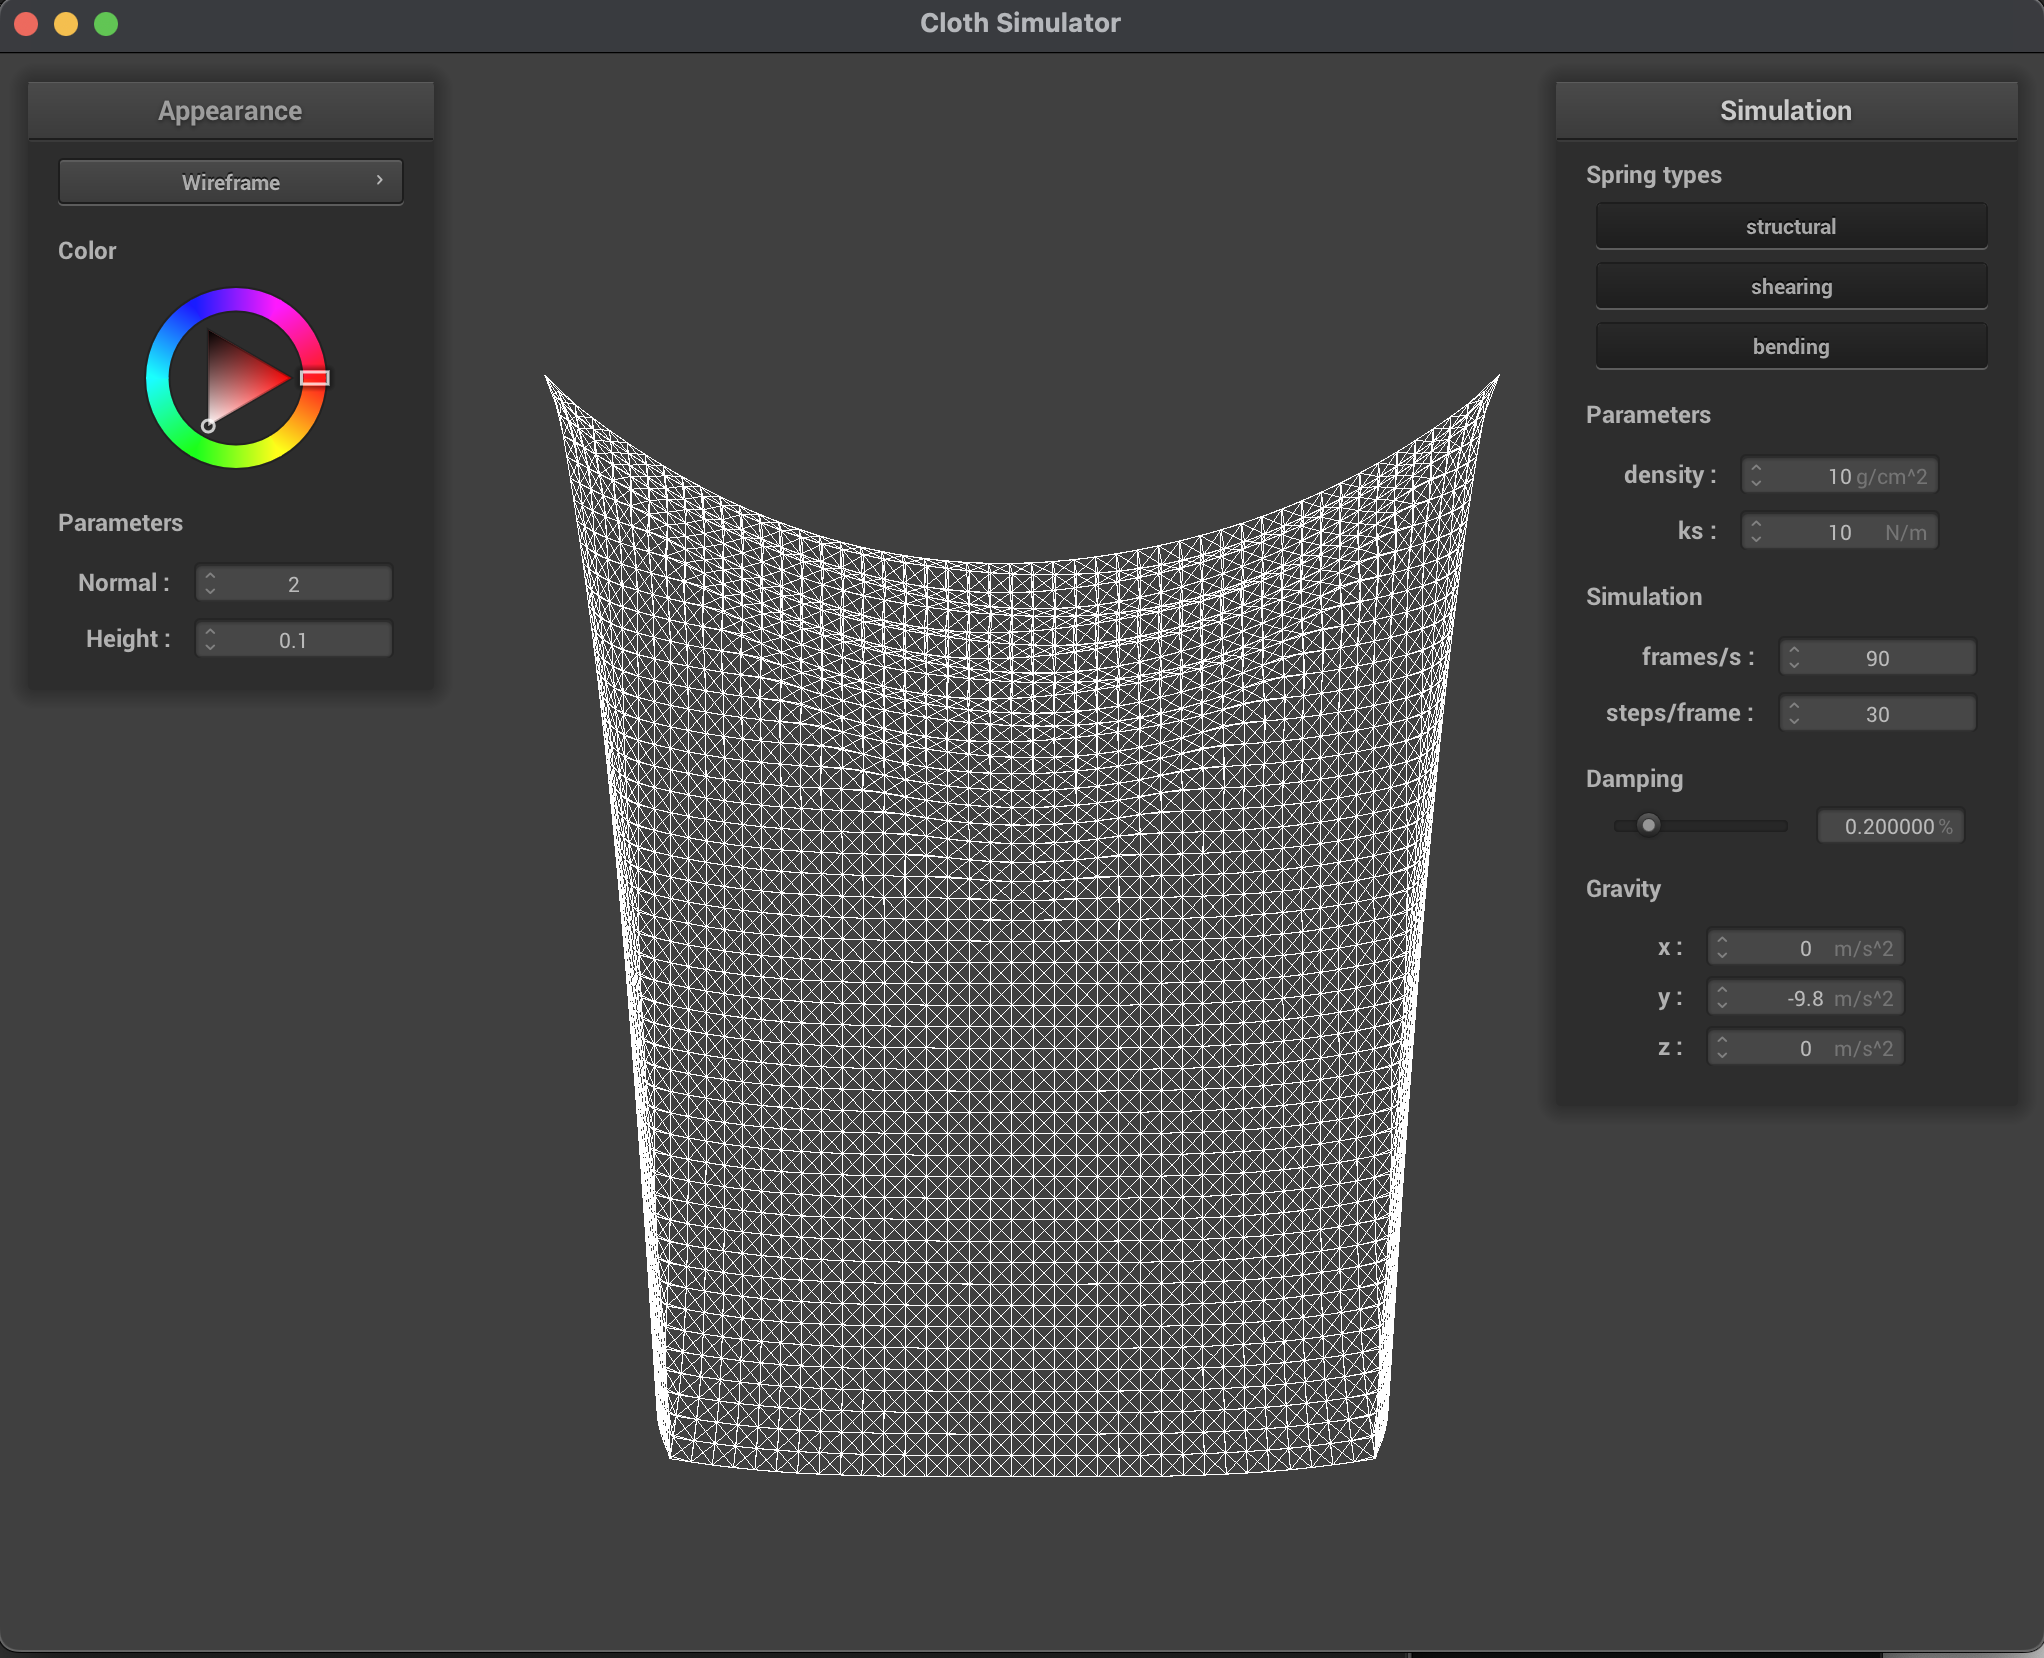 Cloth Simulator
Appearance
Wireframe
Color
Parameters
Normal : 2
Height : 0.1
Simulation
Spring types
structural
shearing
bending
Parameters
density : 10 g/cm^2
ks : 10 N/m
Simulation
frames/s : 90
steps/frame : 30
Damping
0.200000 %
Gravity
x : 0 m/s^2
y : -9.8 m/s^2
z : 0 m/s^2